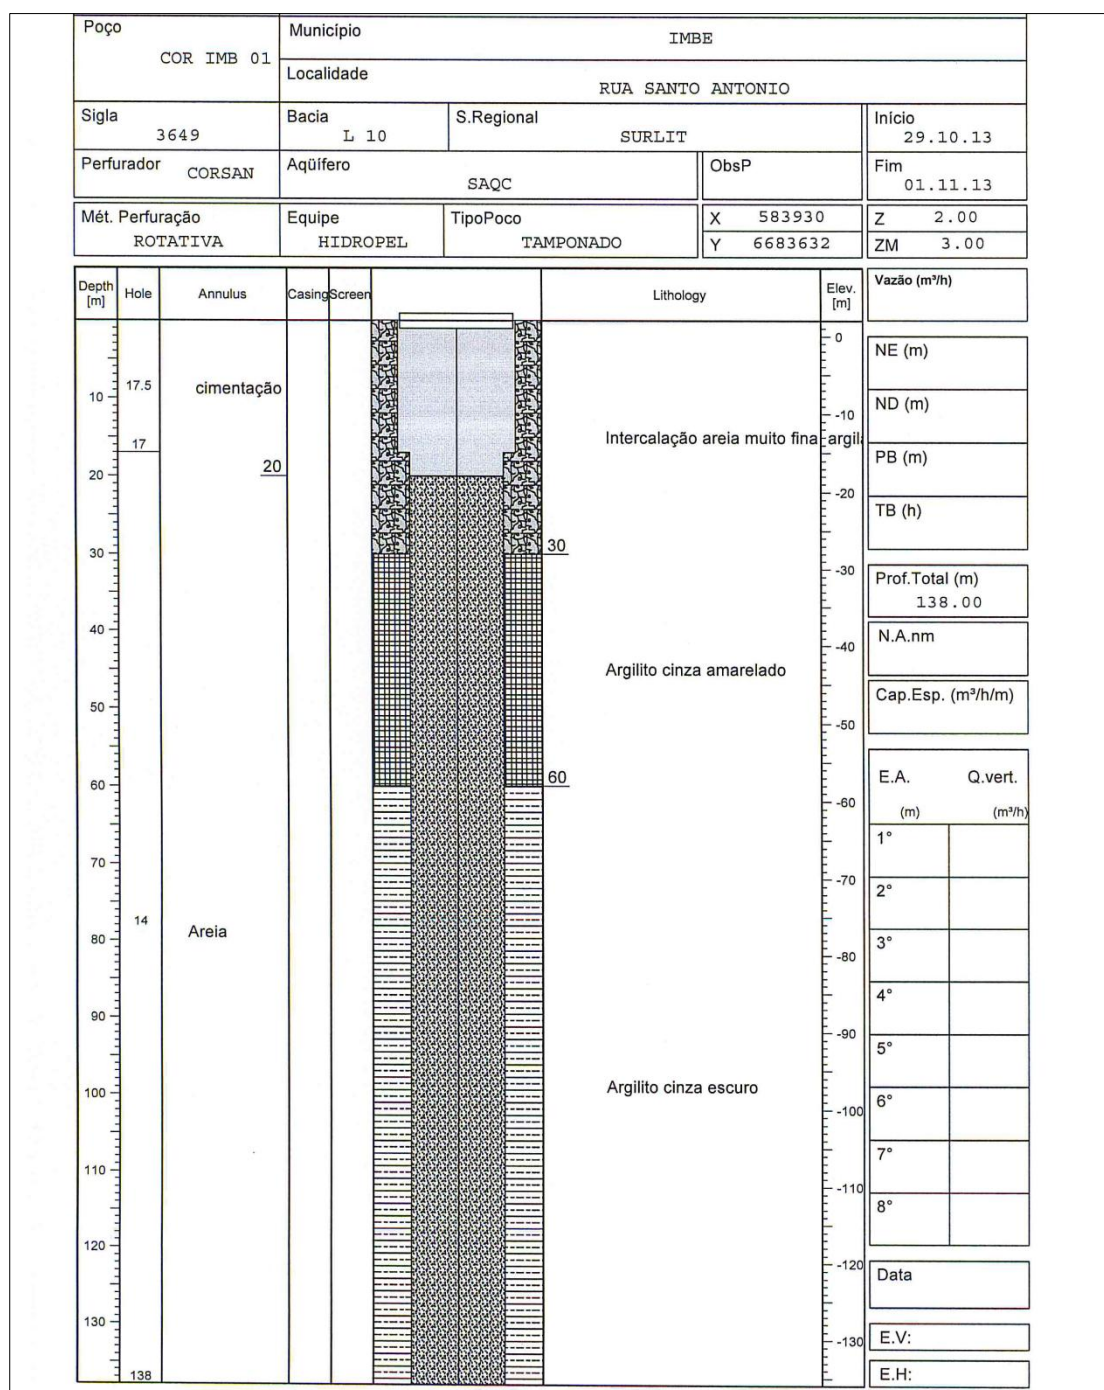 Poço
COR IMB 01
Município
IMBE
Localidade
RUA SANTO ANTONIO
Sigla
3649
Bacia
L 10
S.Regional
SURLIT
Início
29.10.13
Perfurador
CORSAN
Aqüífero
SAQC
ObsP
Fim
01.11.13
Mét. Perfuração
ROTATIVA
Equipe
HIDROPEL
TipoPoco
TAMPONADO
X 583930
Y 6683632
Z 2.00
ZM 3.00
Depth [m]
Hole
Annulus
Casing
Screen
Lithology
Elev. [m]
10
20
30
40
50
60
70
80
90
100
110
120
130
17.5
17
14
138
cimentação
20
Areia
30
60
Intercalação areia muito fina argil
Argilito cinza amarelado
Argilito cinza escuro
0
-10
-20
-30
-40
-50
-60
-70
-80
-90
-100
-110
-120
-130
Vazão (m³/h)
NE (m)
ND (m)
PB (m)
TB (h)
Prof.Total (m)
138.00
N.A.nm
Cap.Esp. (m³/h/m)
E.A. Q.vert.
(m) (m³/h)
1°
2°
3°
4°
5°
6°
7°
8°
Data
E.V:
E.H: